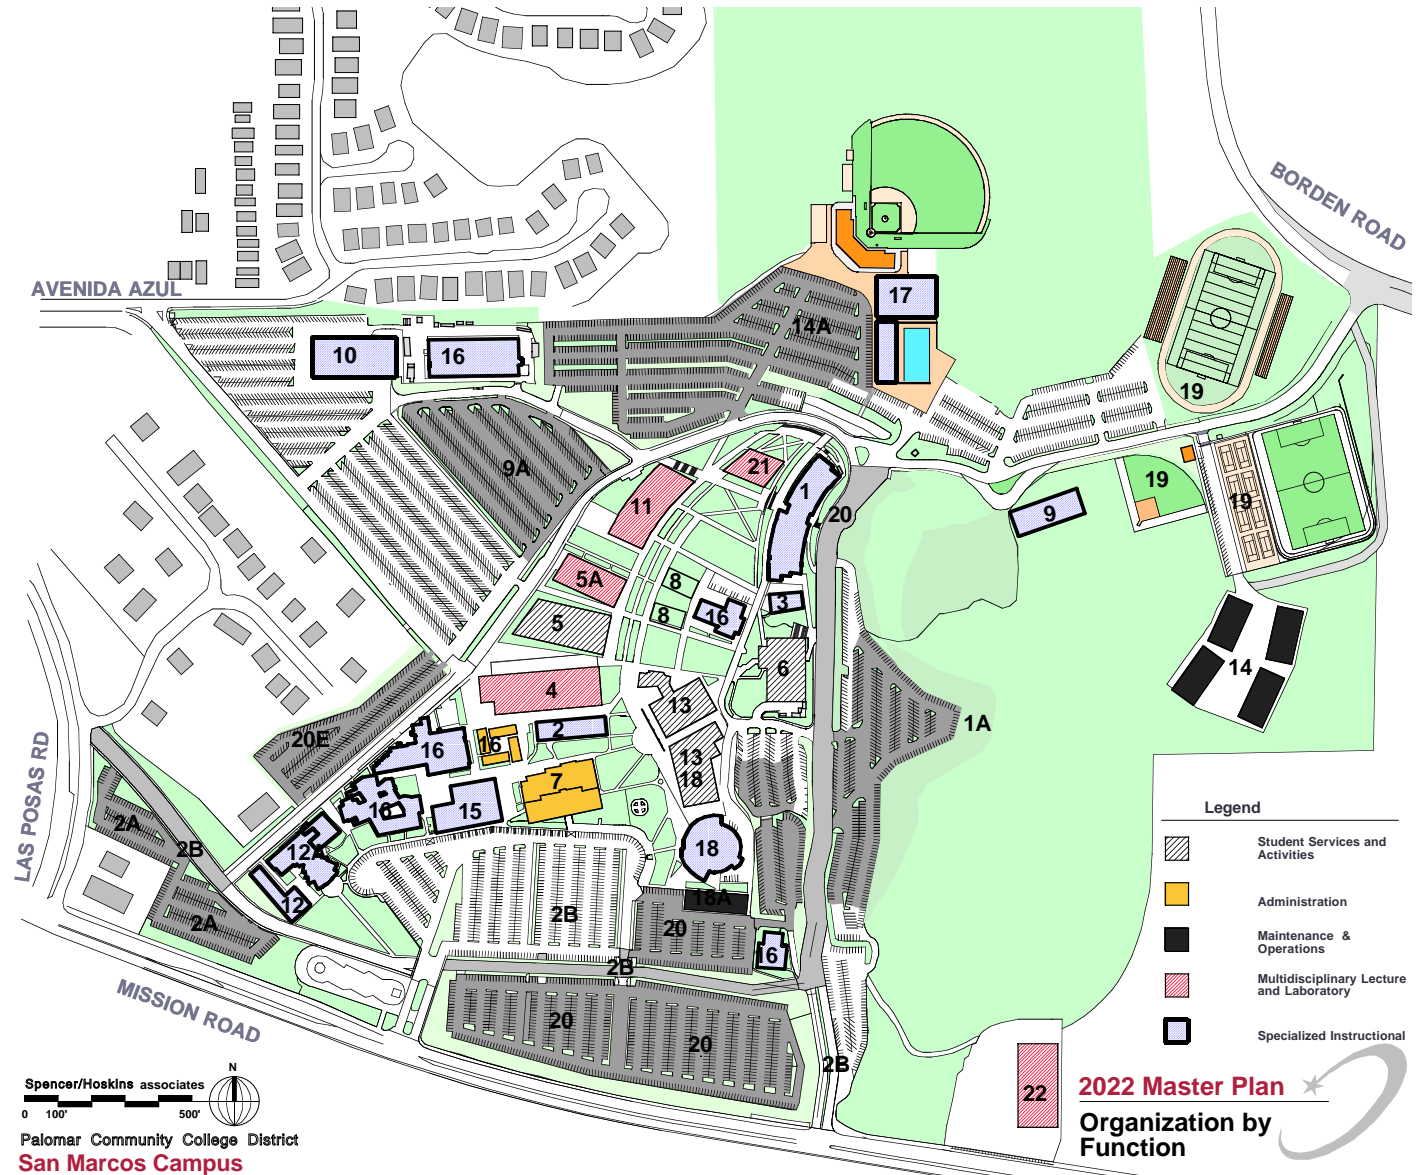 BORDEN ROAD
AVENIDA AZUL
17
14A
10
16
19
9A
21
1
19
19
11
20
9
5A
8
3
8
16
5
6
14
4
13
1A
2
16
16
20E
13
18
7
LAS POSAS RD
16
15
2A
2B
12A
18
Legend
Student Services and
Activities
Administration
Maintenance &
Operations
Multidisciplinary Lecture
and Laboratory
Specialized Instructional
12
18A
2A
2B
20
16
2B
MISSION ROAD
20
20
2B
22
2022 Master Plan
Organization by
Function
N
Spencer/Hoskins associates
0 100' 500'
Palomar Community College District
San Marcos Campus